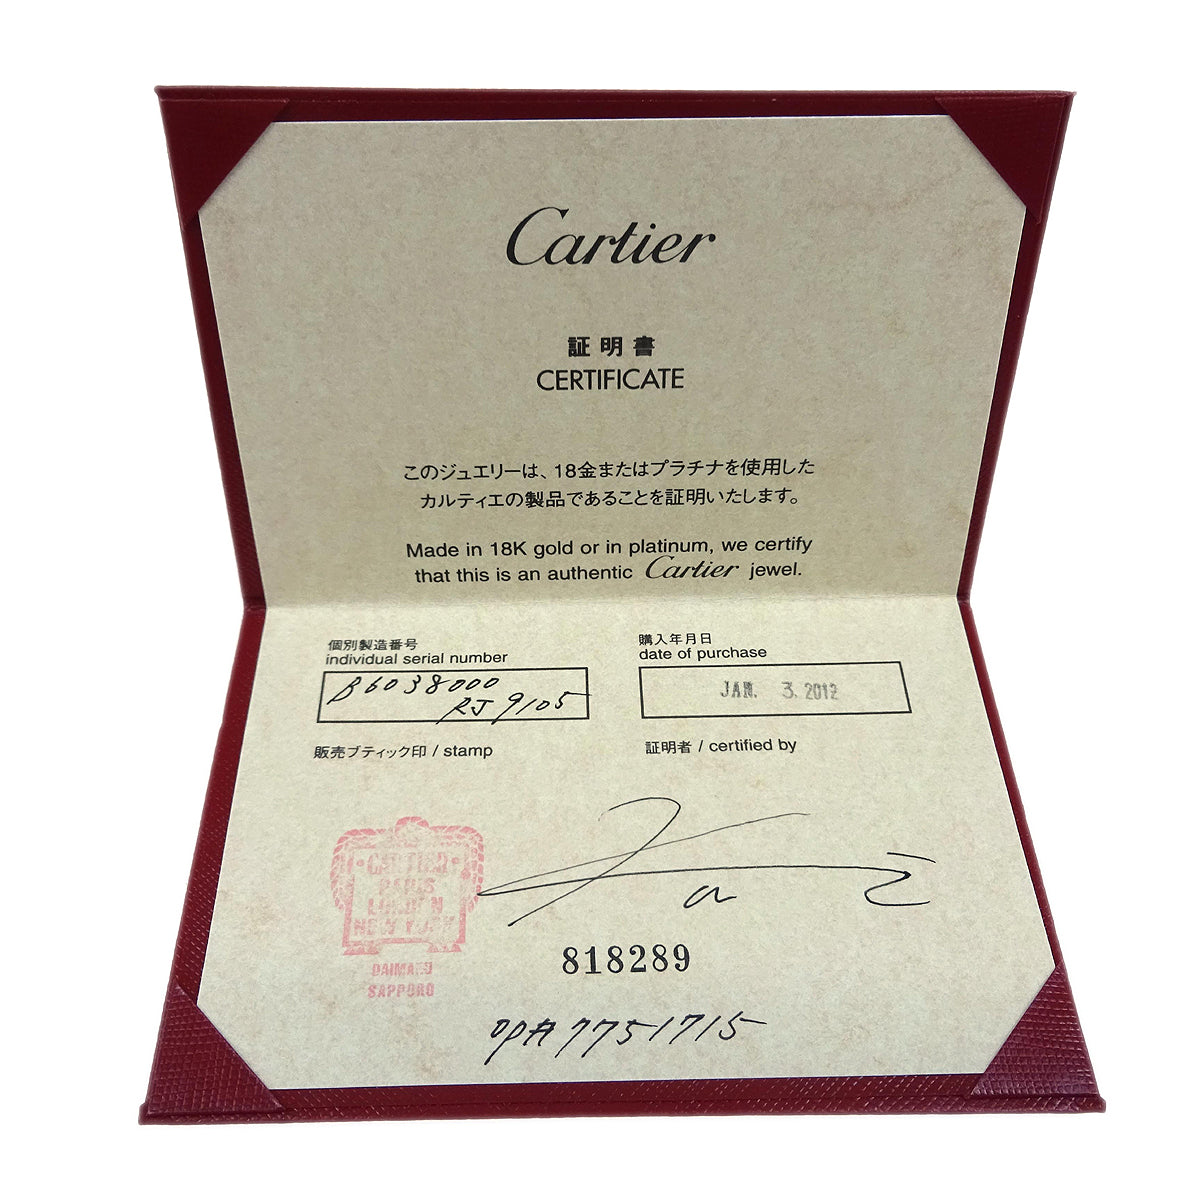 Cartier
証明書
CERTIFICATE
このジュエリーは、18金またはプラチナを使用した
カルティエの製品であることを証明いたします。
Made in 18K gold or in platinum, we certify
that this is an authentic Cartier jewel.
個別製造番号
individual serial number
B6038000
RJ9105
購入年月日
date of purchase
JAN. 3.2012
販売ブティック印 / stamp
証明者 / certified by
CARTIER
PARIS
LONDON
NEW YORK
DAIMARU
SAPPORO
818289
OPA7751715